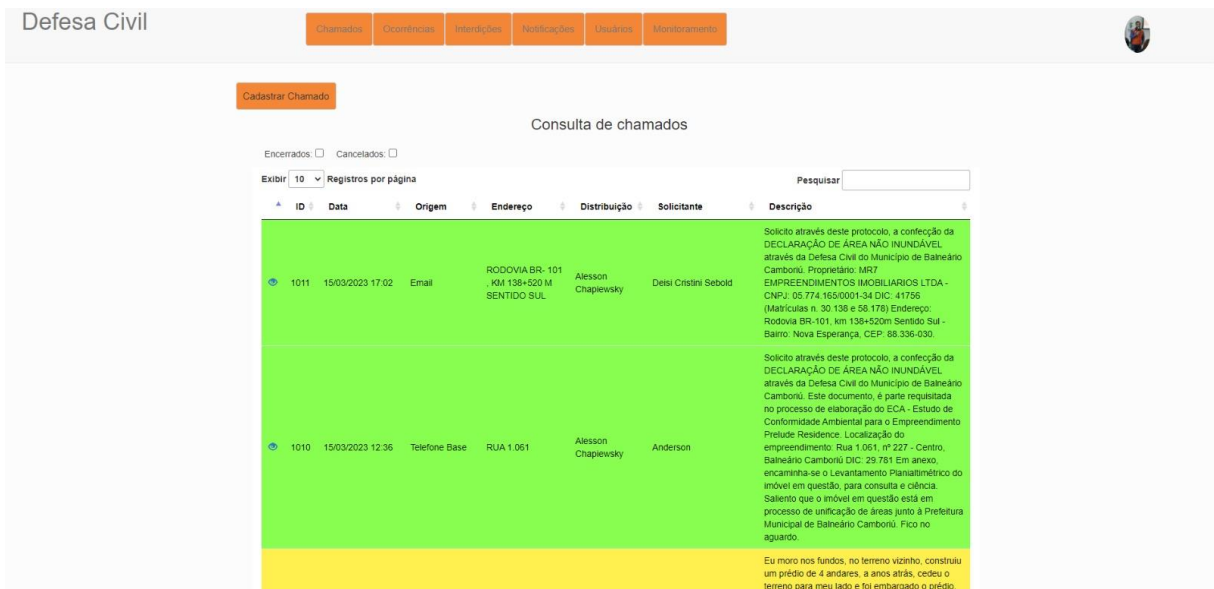 Defesa Civil
Chamados Ocorrências Interdições Notificações Usuários Monitoramento
Cadastrar Chamado
Consulta de chamados
Encerrados: Cancelados:
Exibir 10 Registros por página
Pesquisar
ID Data Origem Endereço Distribuição Solicitante Descrição
1011 15/03/2023 17:02 Email
RODOVIA BR- 101
, KM 138+520 M
SENTIDO SUL
Alesson
Chapiewsky
Deisi Cristini Sebold
Solicito através deste protocolo, a confecção da
DECLARAÇÃO DE ÁREA NÃO INUNDÁVEL
através da Defesa Civil do Município de Balneário
Camboriú. Proprietário: MR7
EMPREENDIMENTOS IMOBILIARIOS LTDA -
CNPJ: 05.774.165/0001-34 DIC: 41756
(Matrículas n. 30.138 e 58.178) Endereço:
Rodovia BR-101, km 138+520m Sentido Sul -
Bairro: Nova Esperança, CEP: 88.336-030.
1010 15/03/2023 12:36 Telefone Base RUA 1.061
Alesson
Chapiewsky
Anderson
Solicito através deste protocolo, a confecção da
DECLARAÇÃO DE ÁREA NÃO INUNDÁVEL
através da Defesa Civil do Município de Balneário
Camboriú. Este documento, é parte requisitada
no processo de elaboração do ECA - Estudo de
Conformidade Ambiental para o Empreendimento
Prelude Residence. Localização do
empreendimento: Rua 1.061, nº 227 - Centro,
Balneário Camboriú DIC: 29.781 Em anexo,
encaminha-se o Levantamento Planialtimétrico do
imóvel em questão, para consulta e ciência.
Saliento que o imóvel em questão está em
processo de unificação de áreas junto à Prefeitura
Municipal de Balneário Camboriú. Fico no
aguardo.
Eu moro nos fundos, no terreno vizinho, construiu
um prédio de 4 andares, a anos atrás, cedeu o
terreno para meu lado e foi embargado o prédio.